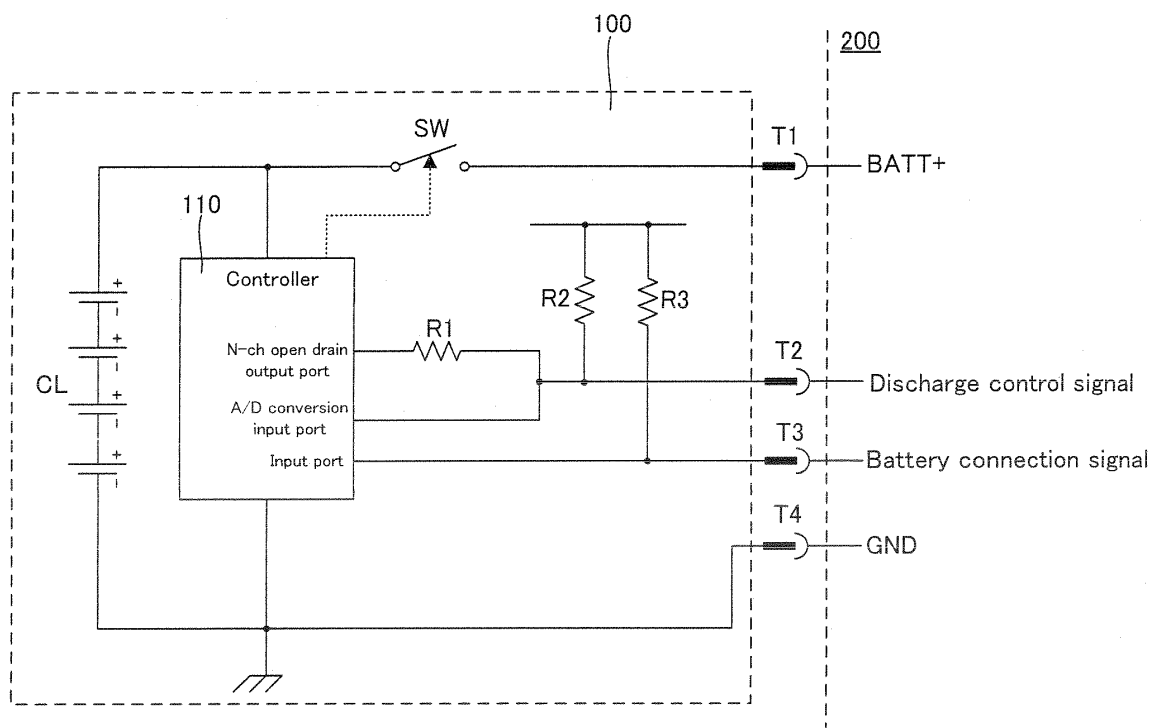 100
200
SW
T1
BATT+
110
Controller
R2
R3
N-ch open drain
output port
R1
T2
Discharge control signal
CL
A/D conversion
input port
T3
Input port
Battery connection signal
T4
GND
+
-
+
-
+
-
+
-